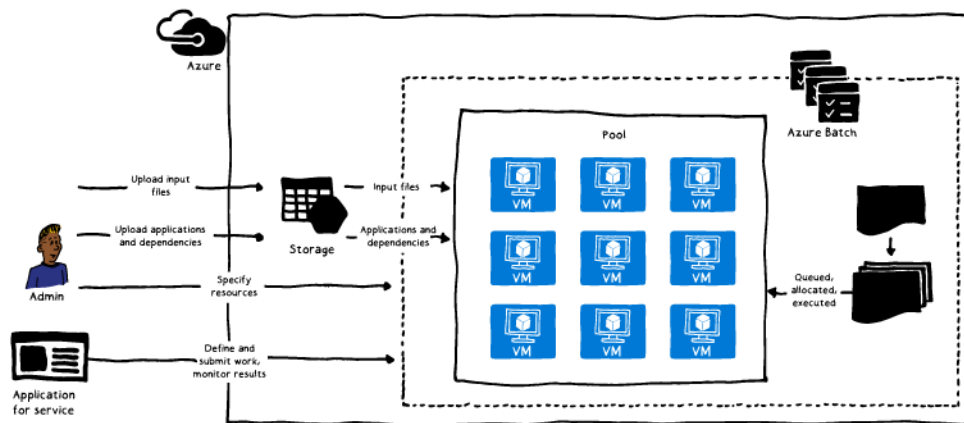 Azure
Azure Batch
Pool
VM
VM
VM
Upload input
files
Input files
Upload applications
and dependencies
Storage
Applications and
dependencies
VM
VM
VM
Admin
Specify
resources
Queued,
allocated,
executed
VM
VM
VM
Define and
submit work,
monitor results
Application
for service